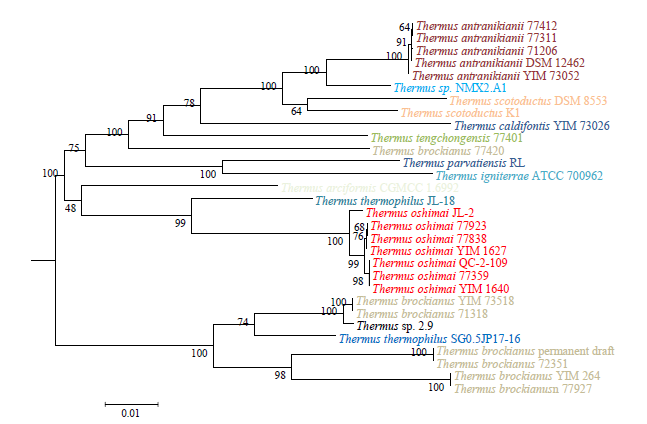 64
Thermus antranikianii 77412
Thermus antranikianii 77311
91
Thermus antranikianii 71206
100
Thermus antranikianii DSM 12462
100
Thermus antranikianii YIM 73052
100
Thermus sp. NMX2.A1
78
Thermus scotoductus DSM 8553
64
Thermus scotoductus K1
91
Thermus caldifontis YIM 73026
100
Thermus tengchongensis 77401
75
Thermus brockianus 77420
Thermus parvatiensis RL
100
100
Thermus igniterrae ATCC 700962
Thermus arciformis CGMCC 1.6992
48
Thermus thermophilus JL-18
99
Thermus oshimai JL-2
68
Thermus oshimai 77923
76
Thermus oshimai 77838
100
Thermus oshimai YIM 1627
99
Thermus oshimai QC-2-109
98
Thermus oshimai 77359
Thermus oshimai YIM 1640
100
Thermus brockianus YIM 73518
100
Thermus brockianus 71318
74
Thermus sp. 2.9
Thermus thermophilus SG0.5JP17-16
100
100
Thermus brockianus permanent draft
Thermus brockianus 72351
98
Thermus brockianus YIM 264
100
Thermus brockianusn 77927
0.01